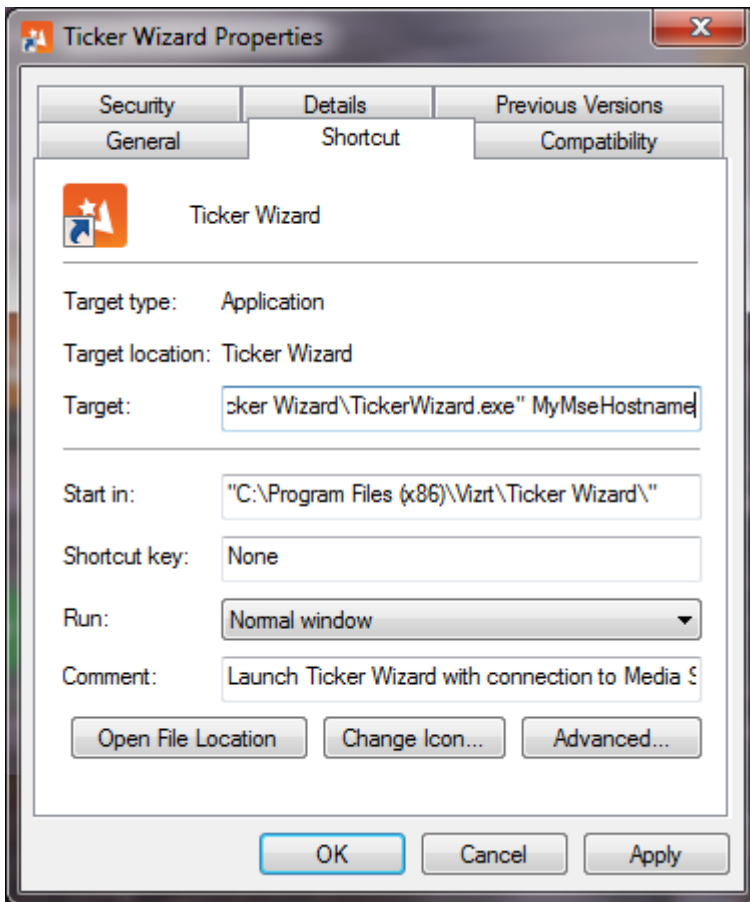 Ticker Wizard Properties
Security Details Previous Versions
General Shortcut Compatibility
Ticker Wizard
Target type: Application
Target location: Ticker Wizard
Target: cker Wizard\TickerWizard.exe" MyMseHostname
Start in: "C:\Program Files (x86)\Vizrt\Ticker Wizard\"
Shortcut key: None
Run: Normal window
Comment: Launch Ticker Wizard with connection to Media S
Open File Location Change Icon... Advanced...
OK Cancel Apply